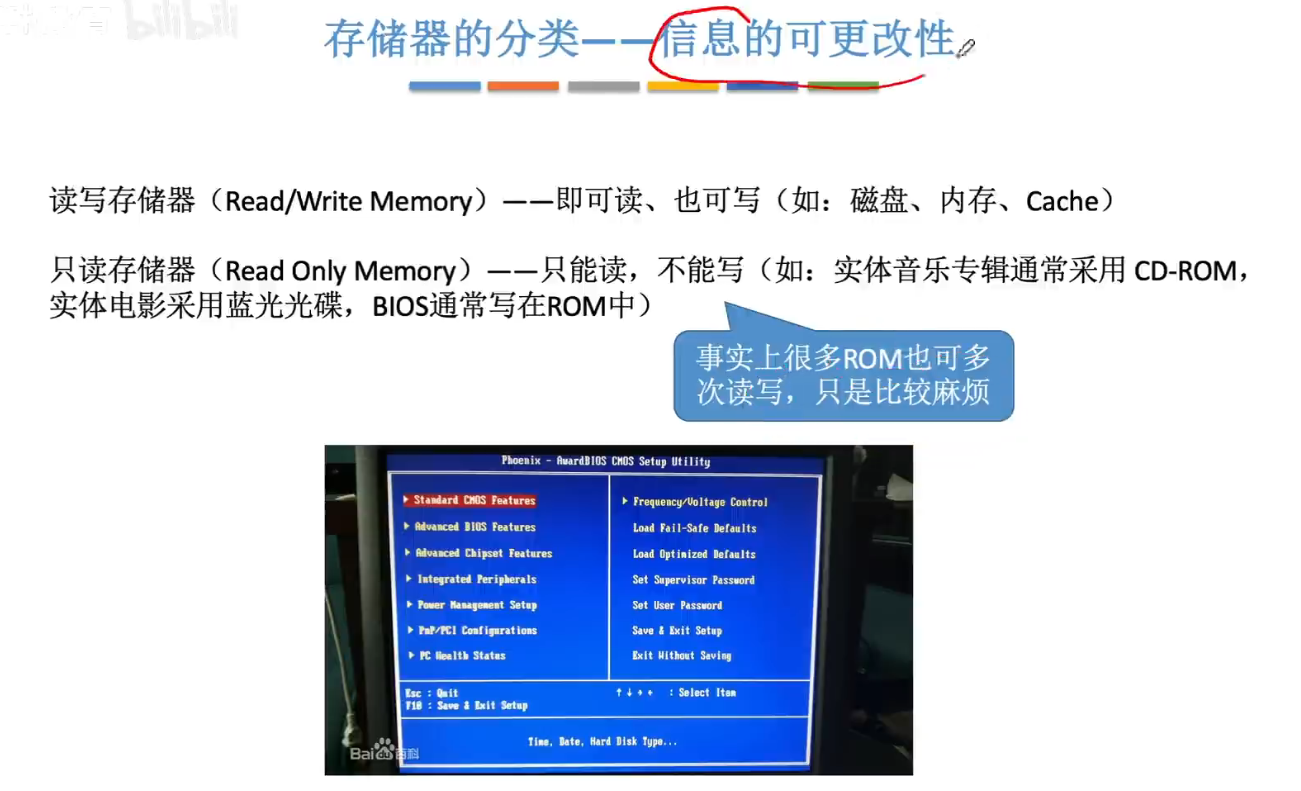 bilibili
存储器的分类——信息的可更改性
读写存储器（Read/Write Memory）——即可读、也可写（如：磁盘、内存、Cache）
只读存储器（Read Only Memory）——只能读，不能写（如：实体音乐专辑通常采用 CD-ROM，
实体电影采用蓝光光碟，BIOS通常写在ROM中）
事实上很多ROM也可多
次读写，只是比较麻烦
Phoenix - AwardBIOS CMOS Setup Utility
Standard CMOS Features
Advanced BIOS Features
Advanced Chipset Features
Integrated Peripherals
Power Management Setup
PnP/PCI Configurations
PC Health Status
Frequency/Voltage Control
Load Fail-Safe Defaults
Load Optimized Defaults
Set Supervisor Password
Set User Password
Save & Exit Setup
Exit Without Saving
Esc : Quit
F10 : Save & Exit Setup
↑ ↓ → ← : Select Item
Time, Date, Hard Disk Type...
Baidu百科